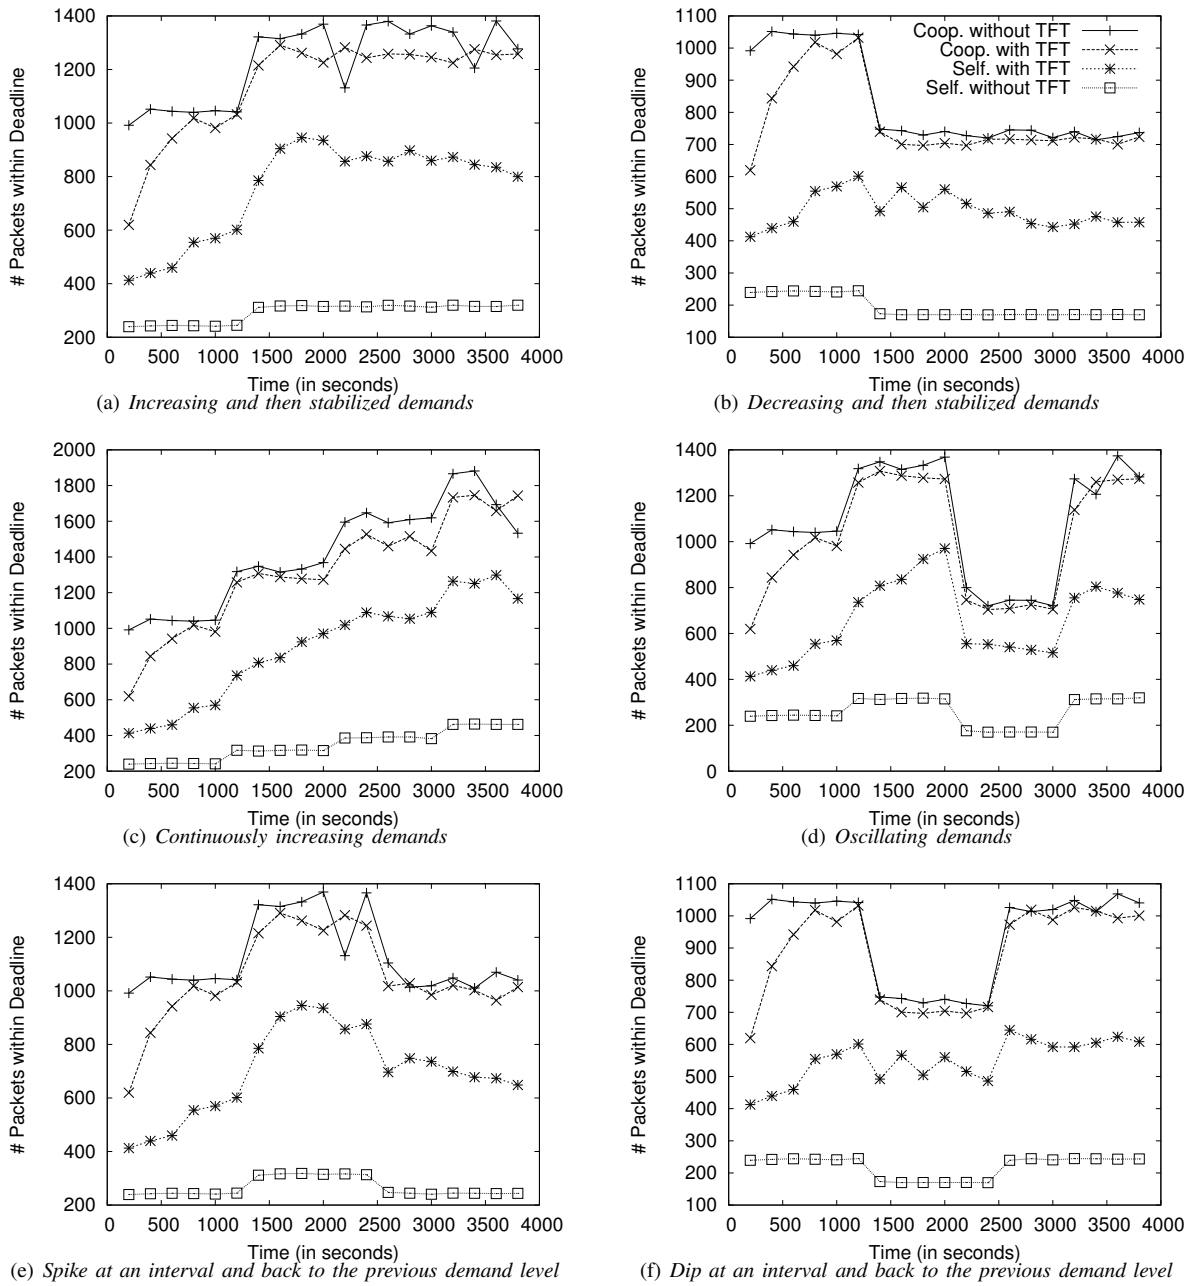 1400
1200
1000
800
600
400
200
# Packets within Deadline
0 500 1000 1500 2000 2500 3000 3500 4000
Time (in seconds)
(a) Increasing and then stabilized demands
1100
1000
900
800
700
600
500
400
300
200
100
# Packets within Deadline
Coop. without TFT
Coop. with TFT
Self. with TFT
Self. without TFT
0 500 1000 1500 2000 2500 3000 3500 4000
Time (in seconds)
(b) Decreasing and then stabilized demands
2000
1800
1600
1400
1200
1000
800
600
400
200
# Packets within Deadline
0 500 1000 1500 2000 2500 3000 3500 4000
Time (in seconds)
(c) Continuously increasing demands
1400
1200
1000
800
600
400
200
0
# Packets within Deadline
0 500 1000 1500 2000 2500 3000 3500 4000
Time (in seconds)
(d) Oscillating demands
1400
1200
1000
800
600
400
200
# Packets within Deadline
0 500 1000 1500 2000 2500 3000 3500 4000
Time (in seconds)
(e) Spike at an interval and back to the previous demand level
1100
1000
900
800
700
600
500
400
300
200
100
# Packets within Deadline
0 500 1000 1500 2000 2500 3000 3500 4000
Time (in seconds)
(f) Dip at an interval and back to the previous demand level